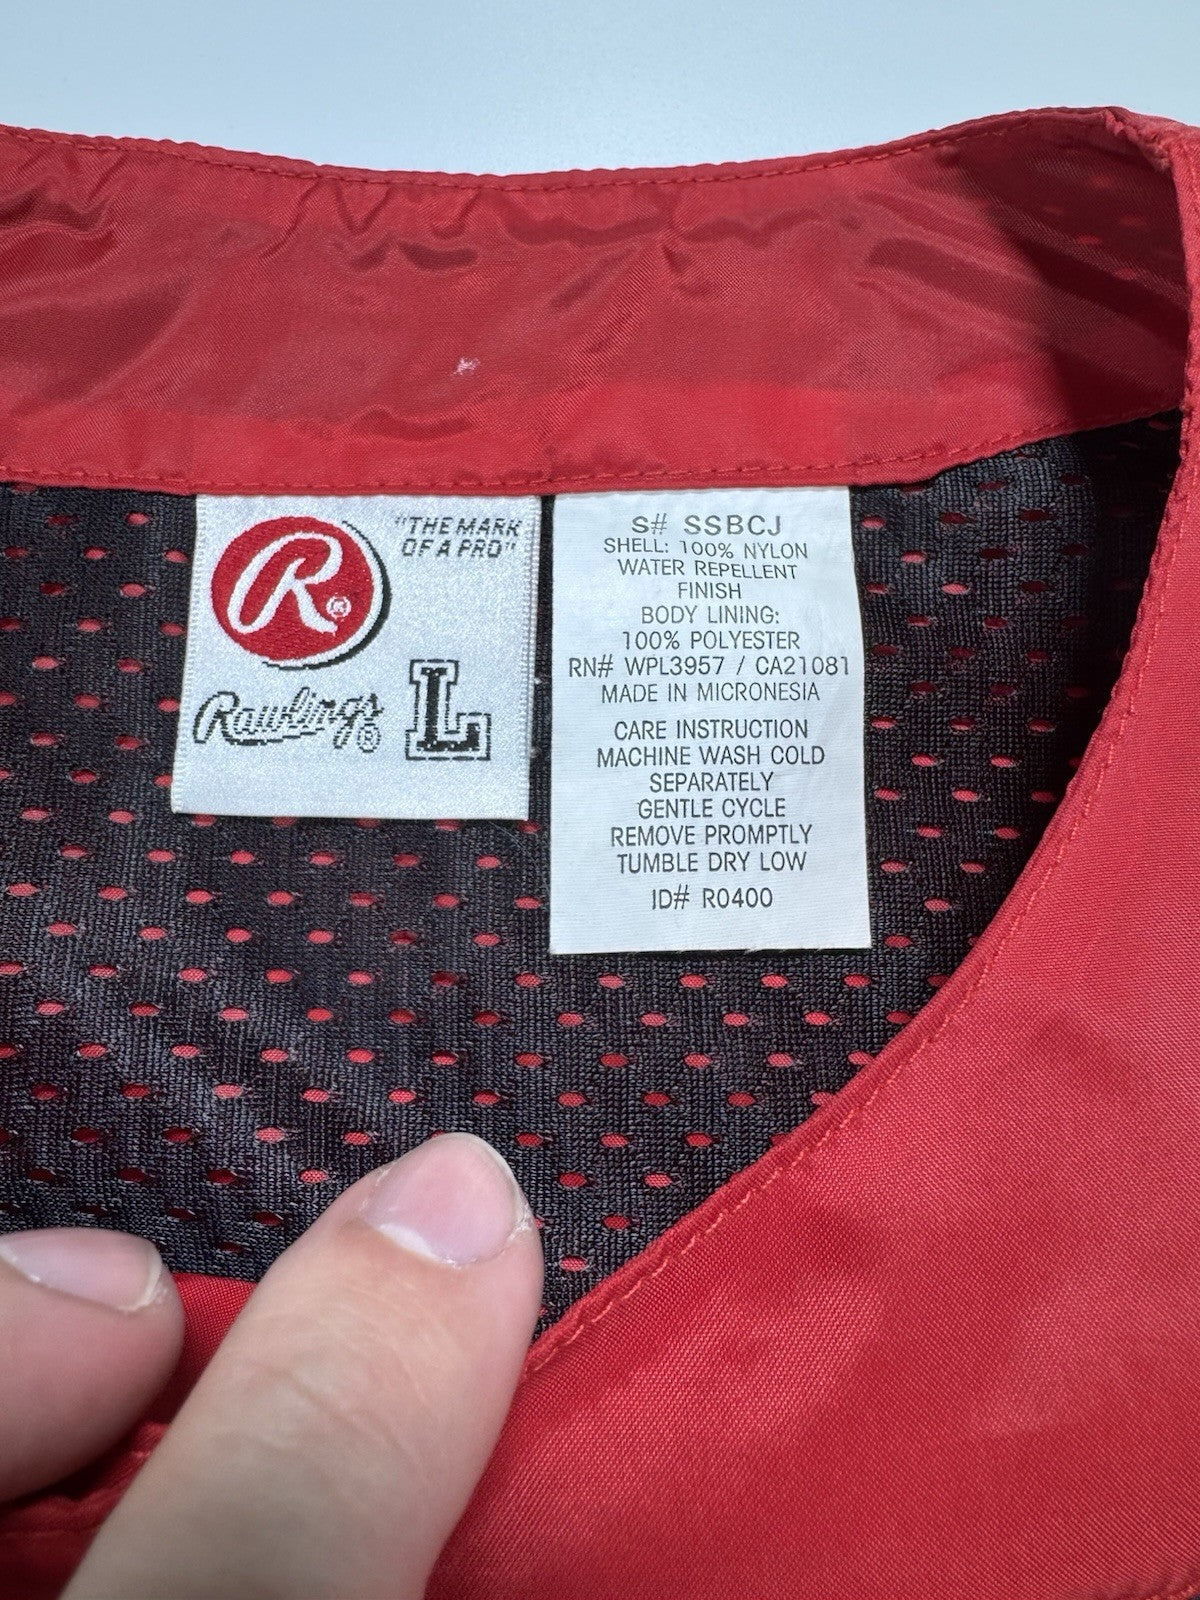 R®
"THE MARK
OF A PRO"
Rawlings®
L
S# SSBCJ
SHELL: 100% NYLON
WATER REPELLENT
FINISH
BODY LINING:
100% POLYESTER
RN# WPL3957 / CA21081
MADE IN MICRONESIA
CARE INSTRUCTION
MACHINE WASH COLD
SEPARATELY
GENTLE CYCLE
REMOVE PROMPTLY
TUMBLE DRY LOW
ID# R0400